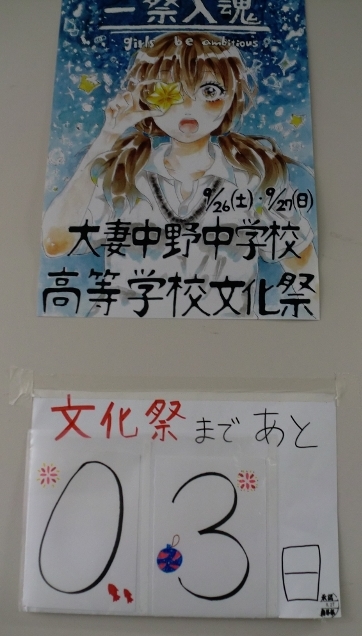 一祭入魂
girls be ambitious
9/26(土)・9/27(日)
大妻中野中学校
高等学校文化祭
文化祭まであと
03日